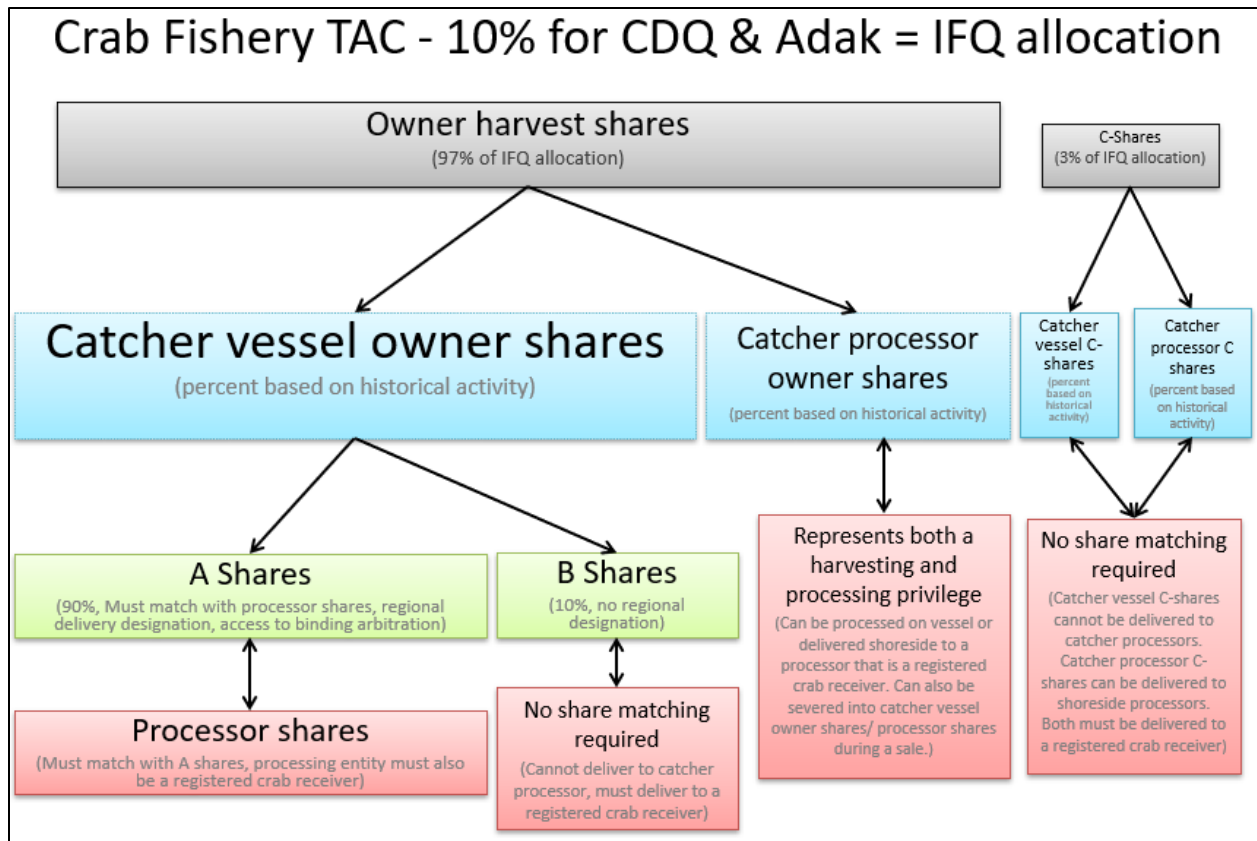 Crab Fishery TAC - 10% for CDQ & Adak = IFQ allocation
Owner harvest shares
(97% of IFQ allocation)
C-Shares
(3% of IFQ allocation)
Catcher vessel owner shares
(percent based on historical activity)
Catcher processor
owner shares
(percent based on historical activity)
Catcher
vessel C-
shares
(percent
based on
historical
activity)
Catcher
processor C
shares
(percent based
on historical
activity)
A Shares
(90%, Must match with processor shares, regional
delivery designation, access to binding arbitration)
B Shares
(10%, no regional
designation)
Represents both a
harvesting and
processing privilege
(Can be processed on vessel or
delivered shoreside to a
processor that is a registered
crab receiver. Can also be
severed into catcher vessel
owner shares/ processor shares
during a sale.)
No share matching
required
(Catcher vessel C-shares
cannot be delivered to
catcher processors.
Catcher processor C-
shares can be delivered to
shoreside processors.
Both must be delivered to
a registered crab receiver)
Processor shares
(Must match with A shares, processing entity must also
be a registered crab receiver)
No share matching
required
(Cannot deliver to catcher
processor, must deliver to a
registered crab receiver)